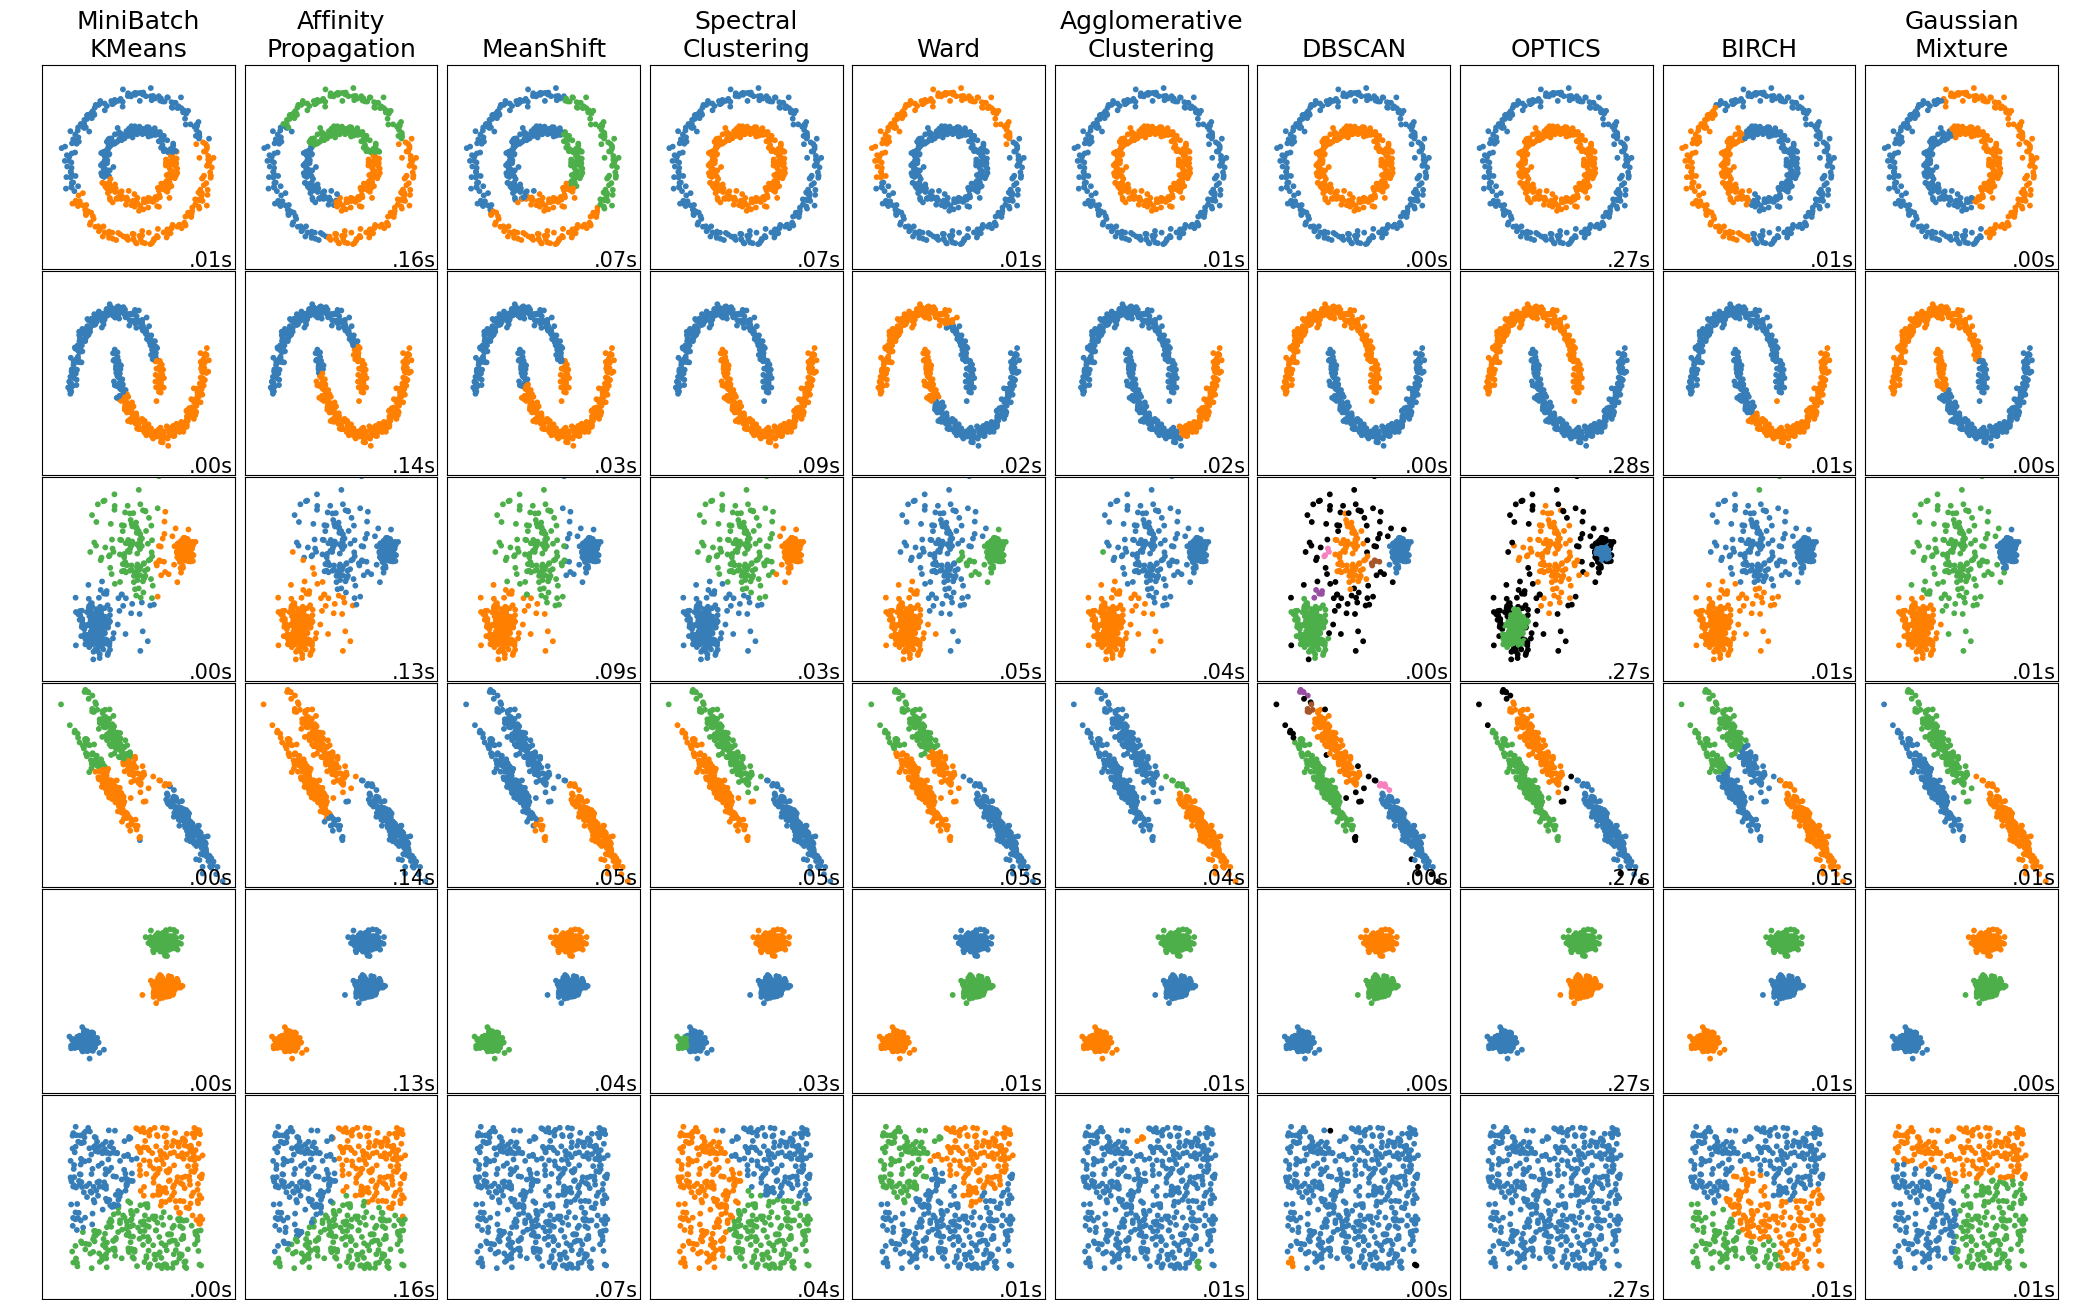 MiniBatch
KMeans
Affinity
Propagation
MeanShift
Spectral
Clustering
Ward
Agglomerative
Clustering
DBSCAN
OPTICS
BIRCH
Gaussian
Mixture
.01s
.16s
.07s
.07s
.01s
.01s
.00s
.27s
.01s
.00s
.00s
.14s
.03s
.09s
.02s
.02s
.00s
.28s
.01s
.00s
.00s
.13s
.09s
.03s
.05s
.04s
.00s
.27s
.01s
.01s
.00s
.14s
.05s
.05s
.05s
.04s
.00s
.27s
.01s
.01s
.00s
.13s
.04s
.03s
.01s
.01s
.00s
.27s
.01s
.00s
.00s
.16s
.07s
.04s
.01s
.01s
.00s
.27s
.01s
.01s